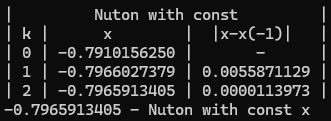 |          Nuton with const          |
| k |       x       |   |x-x(-1)|    |
| 0 | -0.7910156250 |       -        |
| 1 | -0.7966027379 | 0.0055871129 |
| 2 | -0.7965913405 | 0.0000113973 |
-0.7965913405 - Nuton with const x